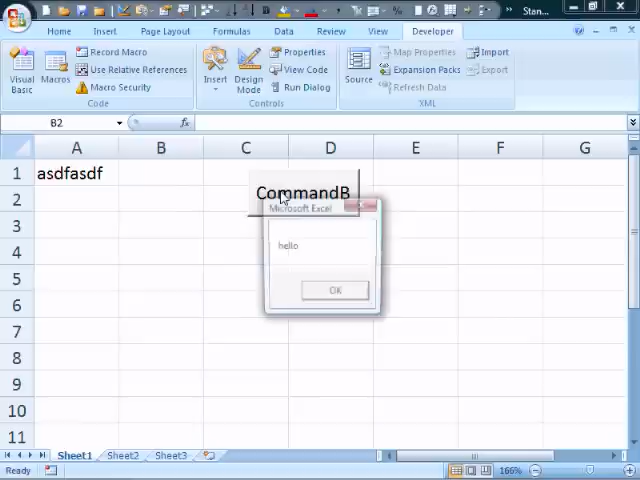 Stan...
Home Insert Page Layout Formulas Data Review View Developer
Visual Basic
Macros
Record Macro
Use Relative References
Macro Security
Code
Insert
Design Mode
Properties
View Code
Run Dialog
Controls
Source
Map Properties
Expansion Packs
Refresh Data
Import
Export
XML
B2 fx
A B C D E F G
1 asdfasdf
2
3
4
5
6
7
8
9
10
11
CommandB
Microsoft Excel
hello
OK
Sheet1 Sheet2 Sheet3
Ready 166%